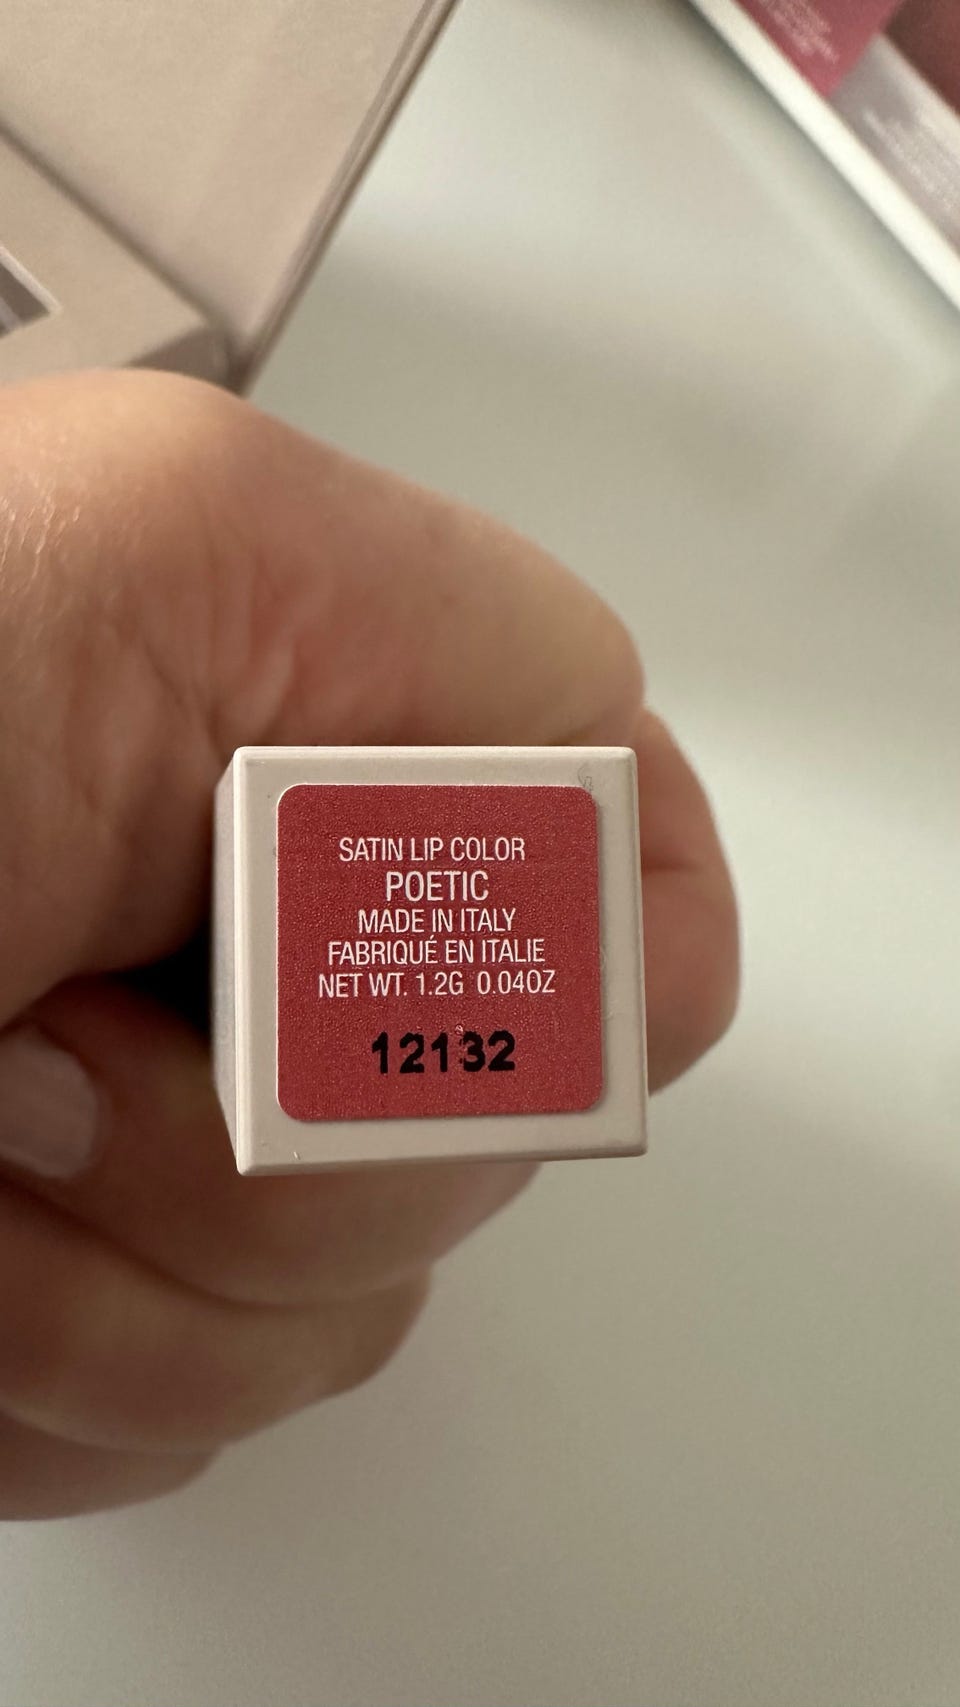 SATIN LIP COLOR
POETIC
MADE IN ITALY
FABRIQUÉ EN ITALIE
NET WT. 1.2G 0.04OZ
12132